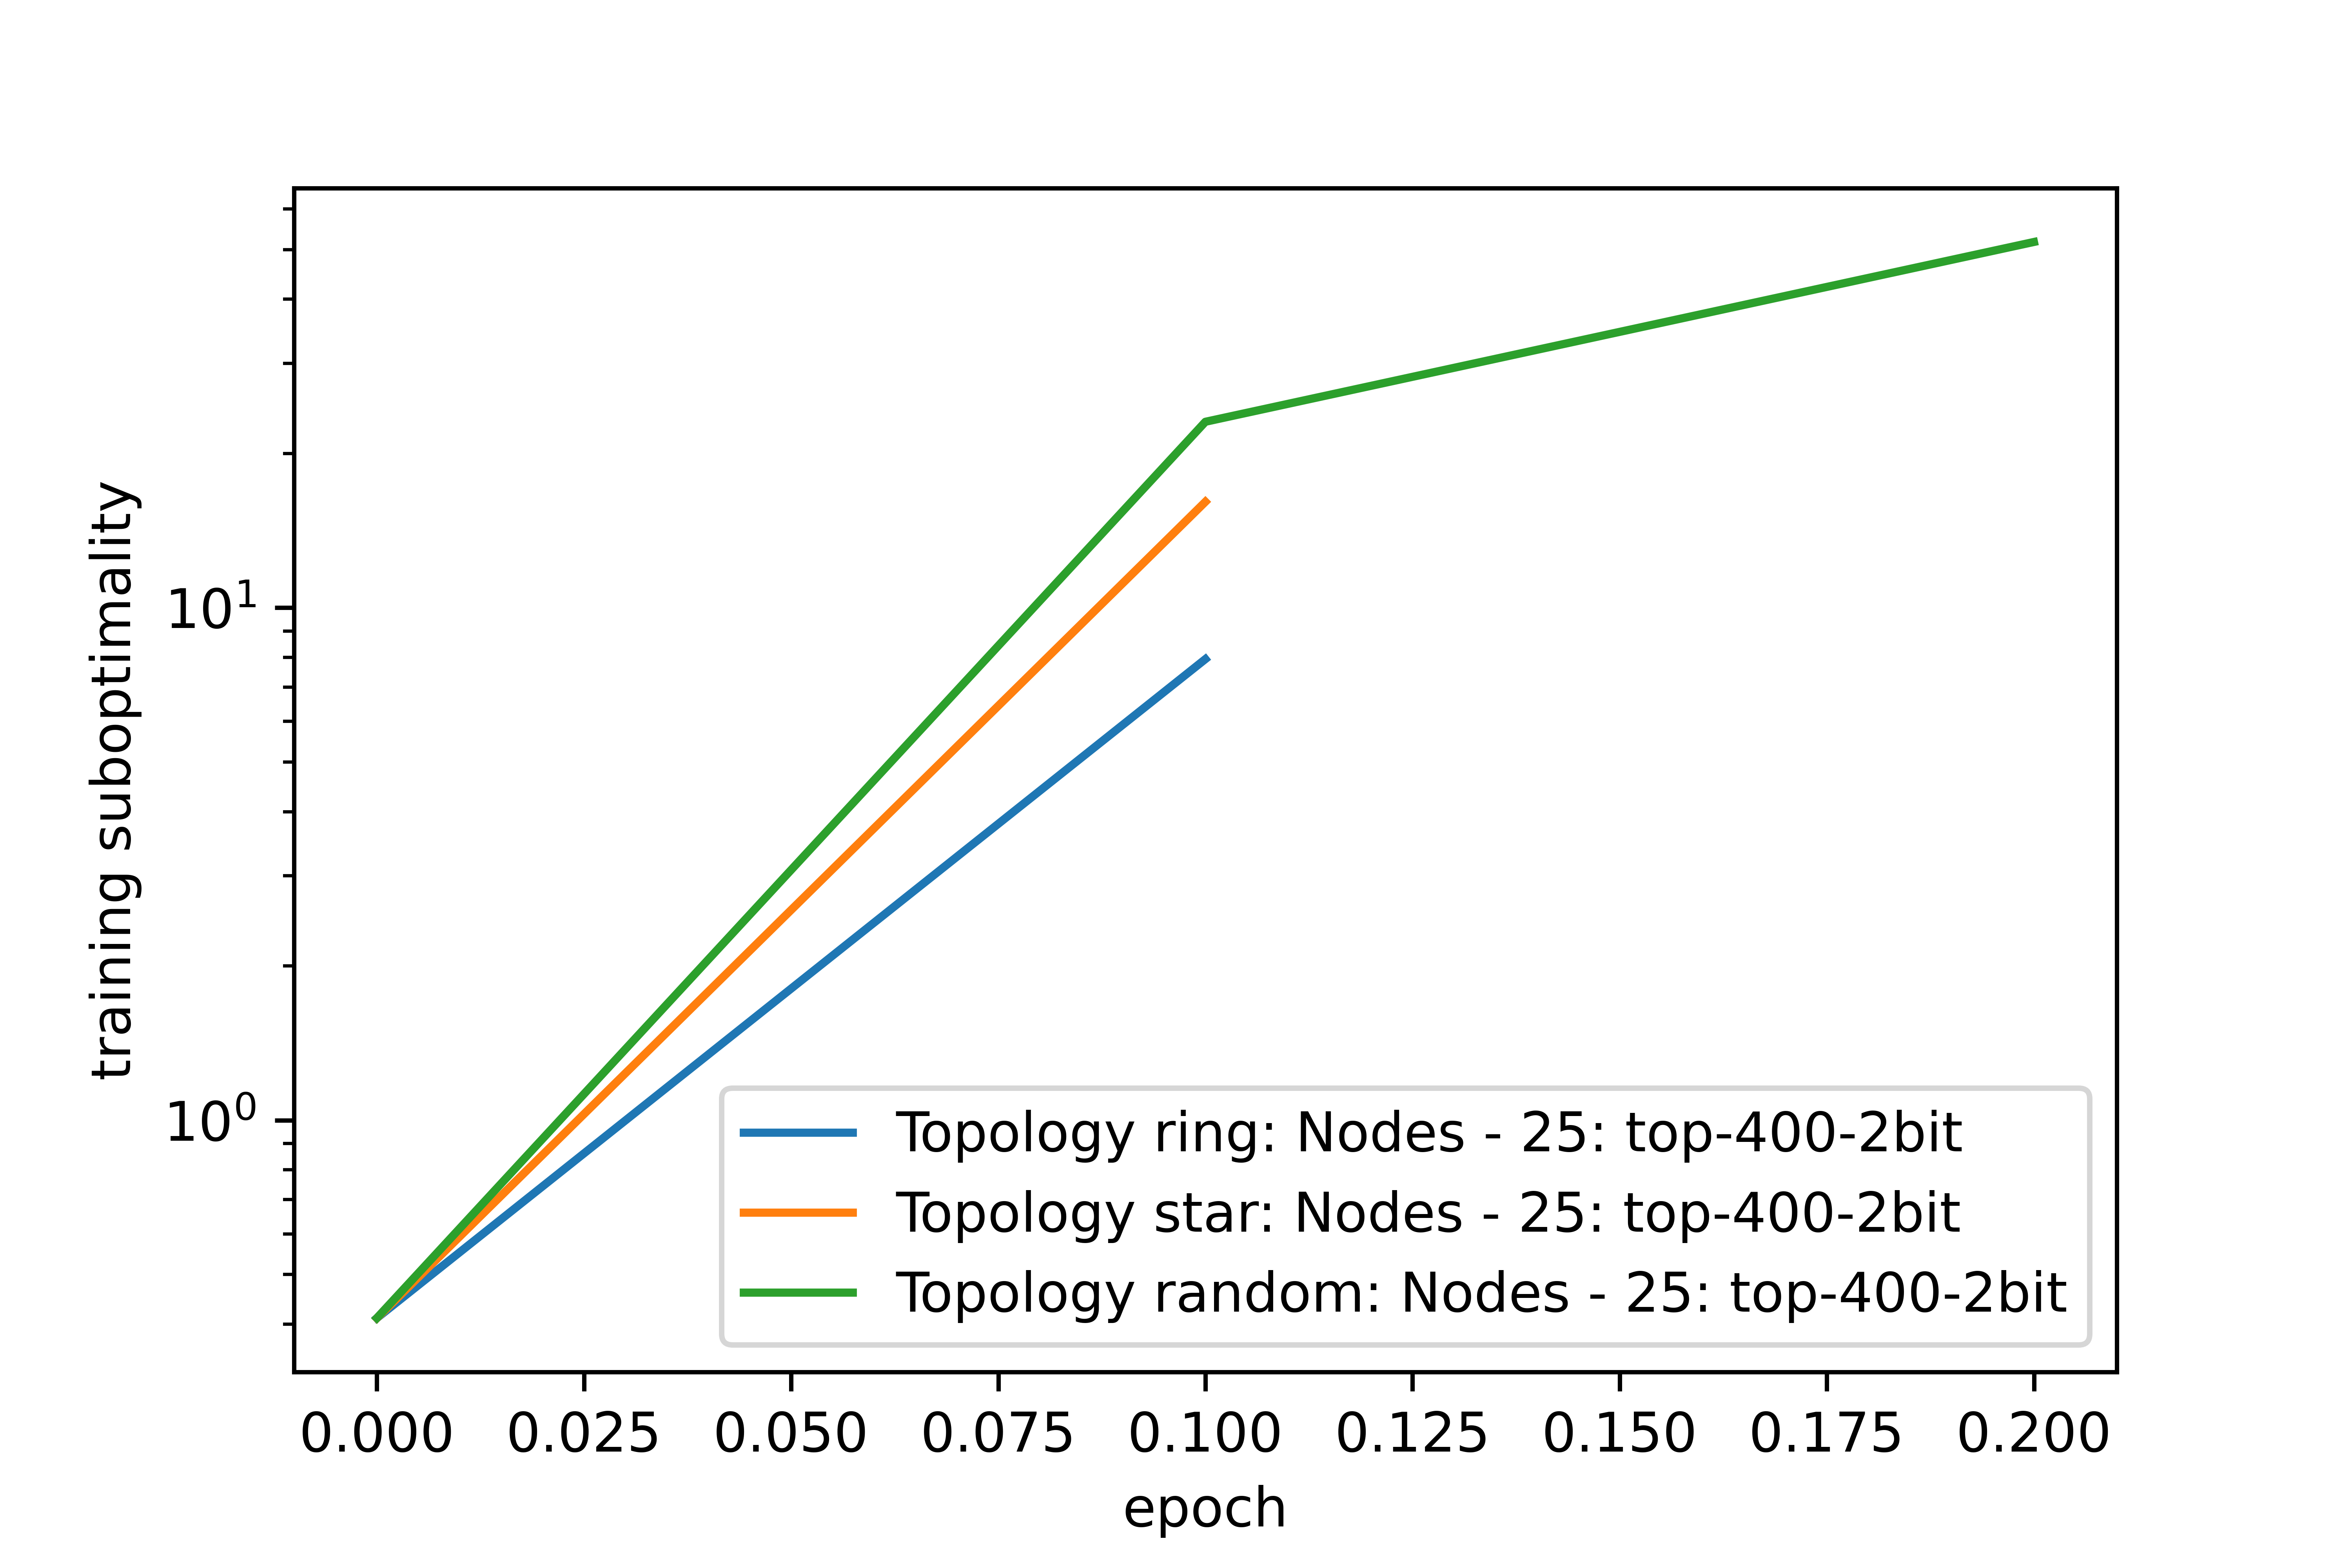 training suboptimality
10¹
10⁰
Topology ring: Nodes - 25: top-400-2bit
Topology star: Nodes - 25: top-400-2bit
Topology random: Nodes - 25: top-400-2bit
0.000 0.025 0.050 0.075 0.100 0.125 0.150 0.175 0.200
epoch